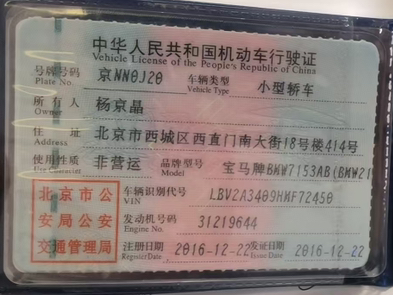 中华人民共和国机动车行驶证
Vehicle License of the People's Republic of China
号牌号码 京NN0J20 车辆类型 小型轿车
Plate No. Vehicle Type
所有人 杨京晶
Owner
住址 北京市西城区西直门南大街18号楼414号
Address
使用性质 非营运 品牌型号 宝马牌BMW7153AB(BMW21
Use Character Model
北京市公 车辆识别代号 LBV2A3409HMF72450
VIN
安局公安 发动机号码 31219644
Engine No.
交通管理局 注册日期 2016-12-22 发证日期 2016-12-22
Register Date Issue Date